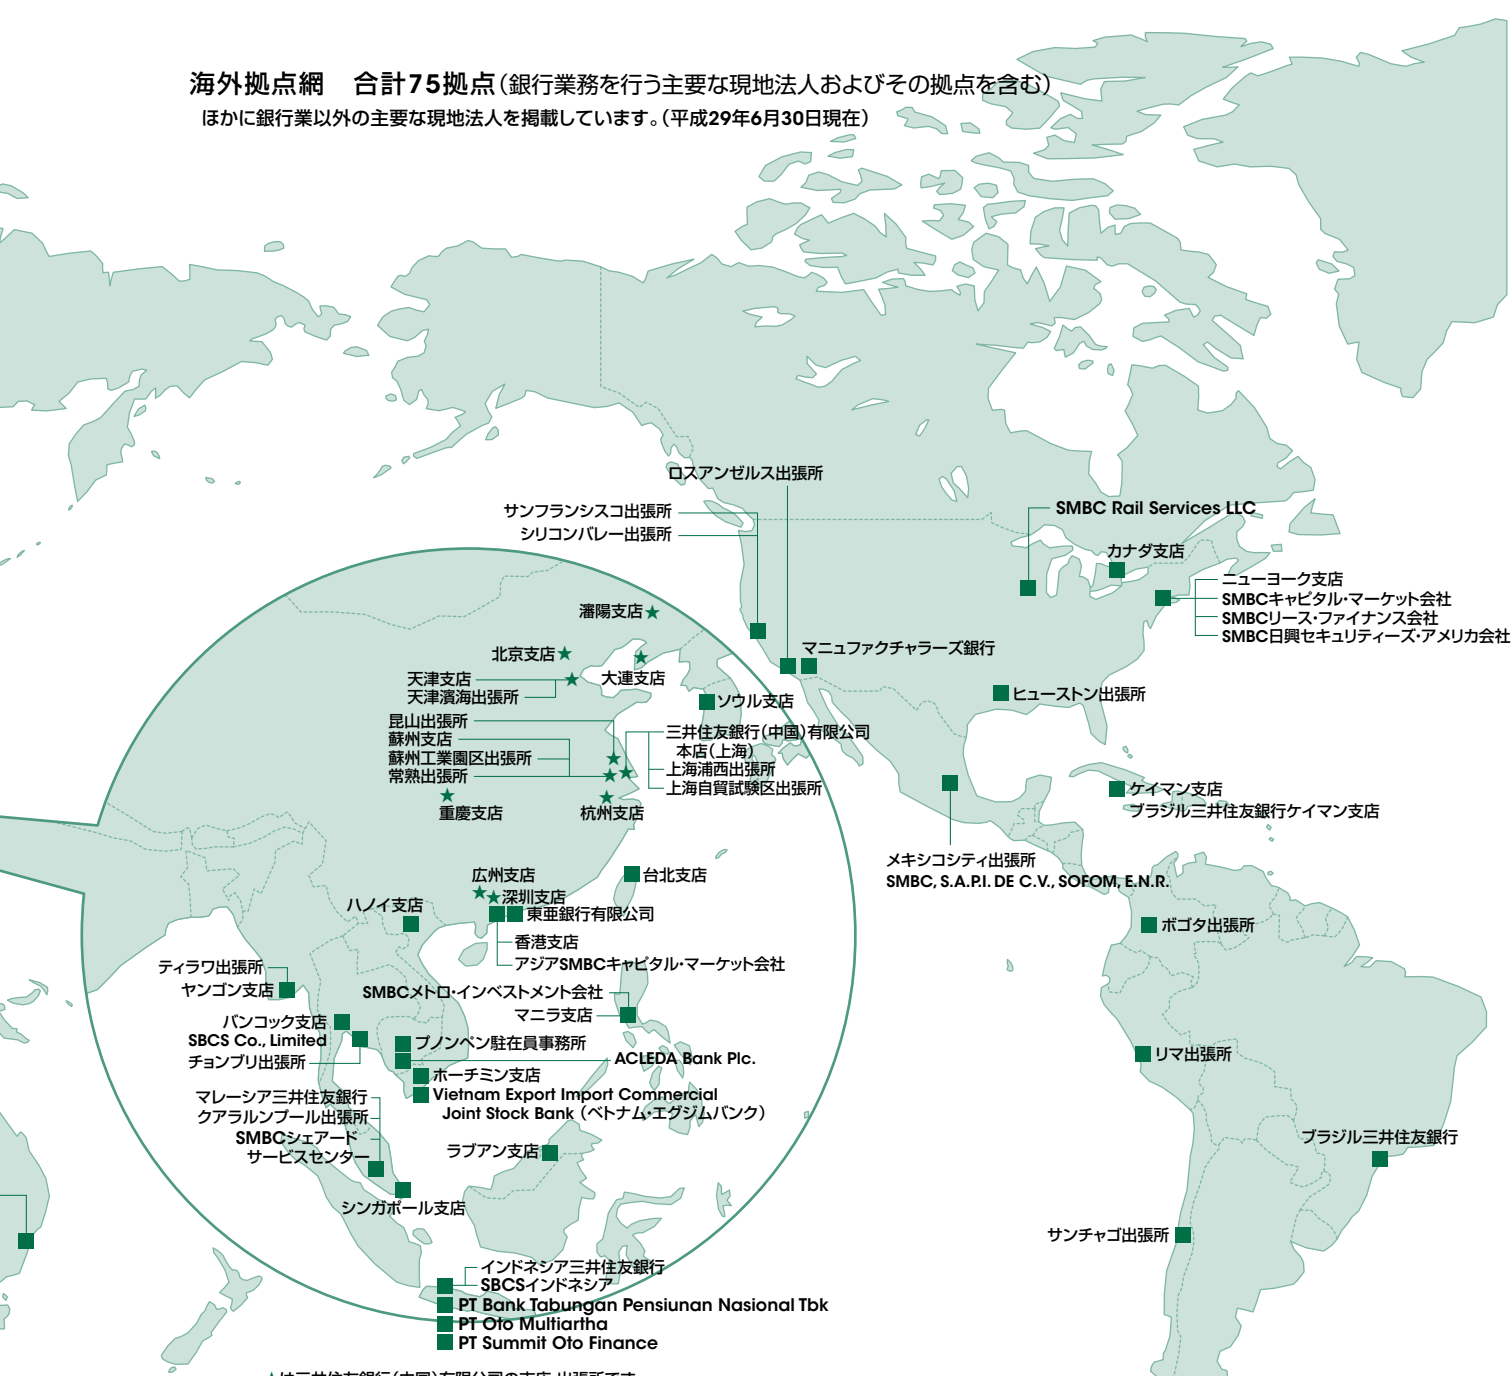 海外拠点網　合計75拠点（銀行業務を行う主要な現地法人およびその拠点を含む）
ほかに銀行業以外の主要な現地法人を掲載しています。（平成29年6月30日現在）
ロスアンゼルス出張所
サンフランシスコ出張所
シリコンバレー出張所
SMBC Rail Services LLC
カナダ支店
ニューヨーク支店
SMBCキャピタル・マーケット会社
SMBCリース・ファイナンス会社
SMBC日興セキュリティーズ・アメリカ会社
マニュファクチャラーズ銀行
ヒューストン出張所
瀋陽支店★
北京支店★
大連支店
天津支店
天津濱海出張所
ソウル支店
昆山出張所
蘇州支店
蘇州工業園区出張所
常熟出張所
三井住友銀行（中国）有限公司
本店（上海）
上海浦西出張所
上海自貿試験区出張所
重慶支店
杭州支店
ケイマン支店
ブラジル三井住友銀行ケイマン支店
メキシコシティ出張所
SMBC, S.A.P.I. DE C.V., SOFOM, E.N.R.
広州支店
★深圳支店
台北支店
ハノイ支店
東亜銀行有限公司
香港支店
アジアSMBCキャピタル・マーケット会社
ボゴタ出張所
ティラワ出張所
ヤンゴン支店
SMBCメトロ・インベストメント会社
マニラ支店
バンコック支店
SBCS Co., Limited
チョンブリ出張所
プノンペン駐在員事務所
ACLEDA Bank Plc.
ホーチミン支店
Vietnam Export Import Commercial
Joint Stock Bank（ベトナム・エグジムバンク）
リマ出張所
マレーシア三井住友銀行
クアラルンプール出張所
SMBCシェアード
サービスセンター
ラブアン支店
シンガポール支店
ブラジル三井住友銀行
サンチャゴ出張所
インドネシア三井住友銀行
SBCSインドネシア
PT Bank Tabungan Pensiunan Nasional Tbk
PT Oto Multiartha
PT Summit Oto Finance
★は三井住友銀行（中国）有限公司の支店・出張所です